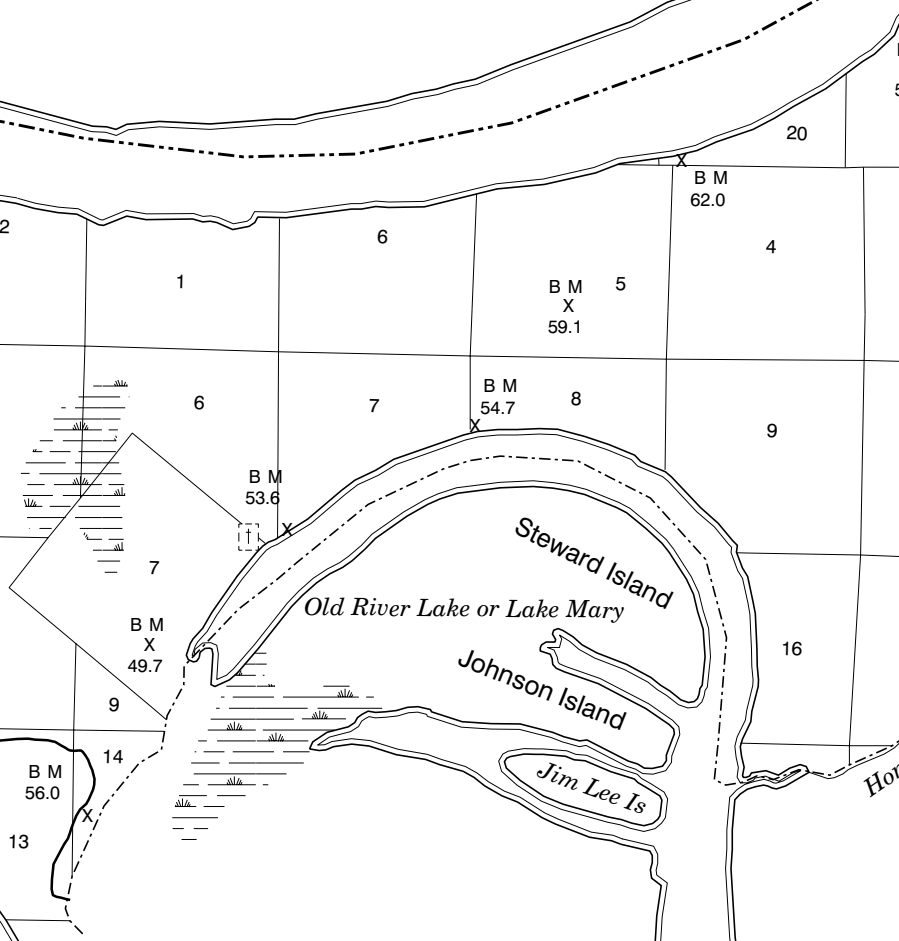 20
B M
62.0
2
6
4
1
B M
X
59.1
5
B M
54.7
X
6
7
8
9
B M
53.6
X
X
Steward Island
7
Old River Lake or Lake Mary
B M
X
49.7
16
Johnson Island
9
14
B M
56.0
X
Jim Lee Is
13